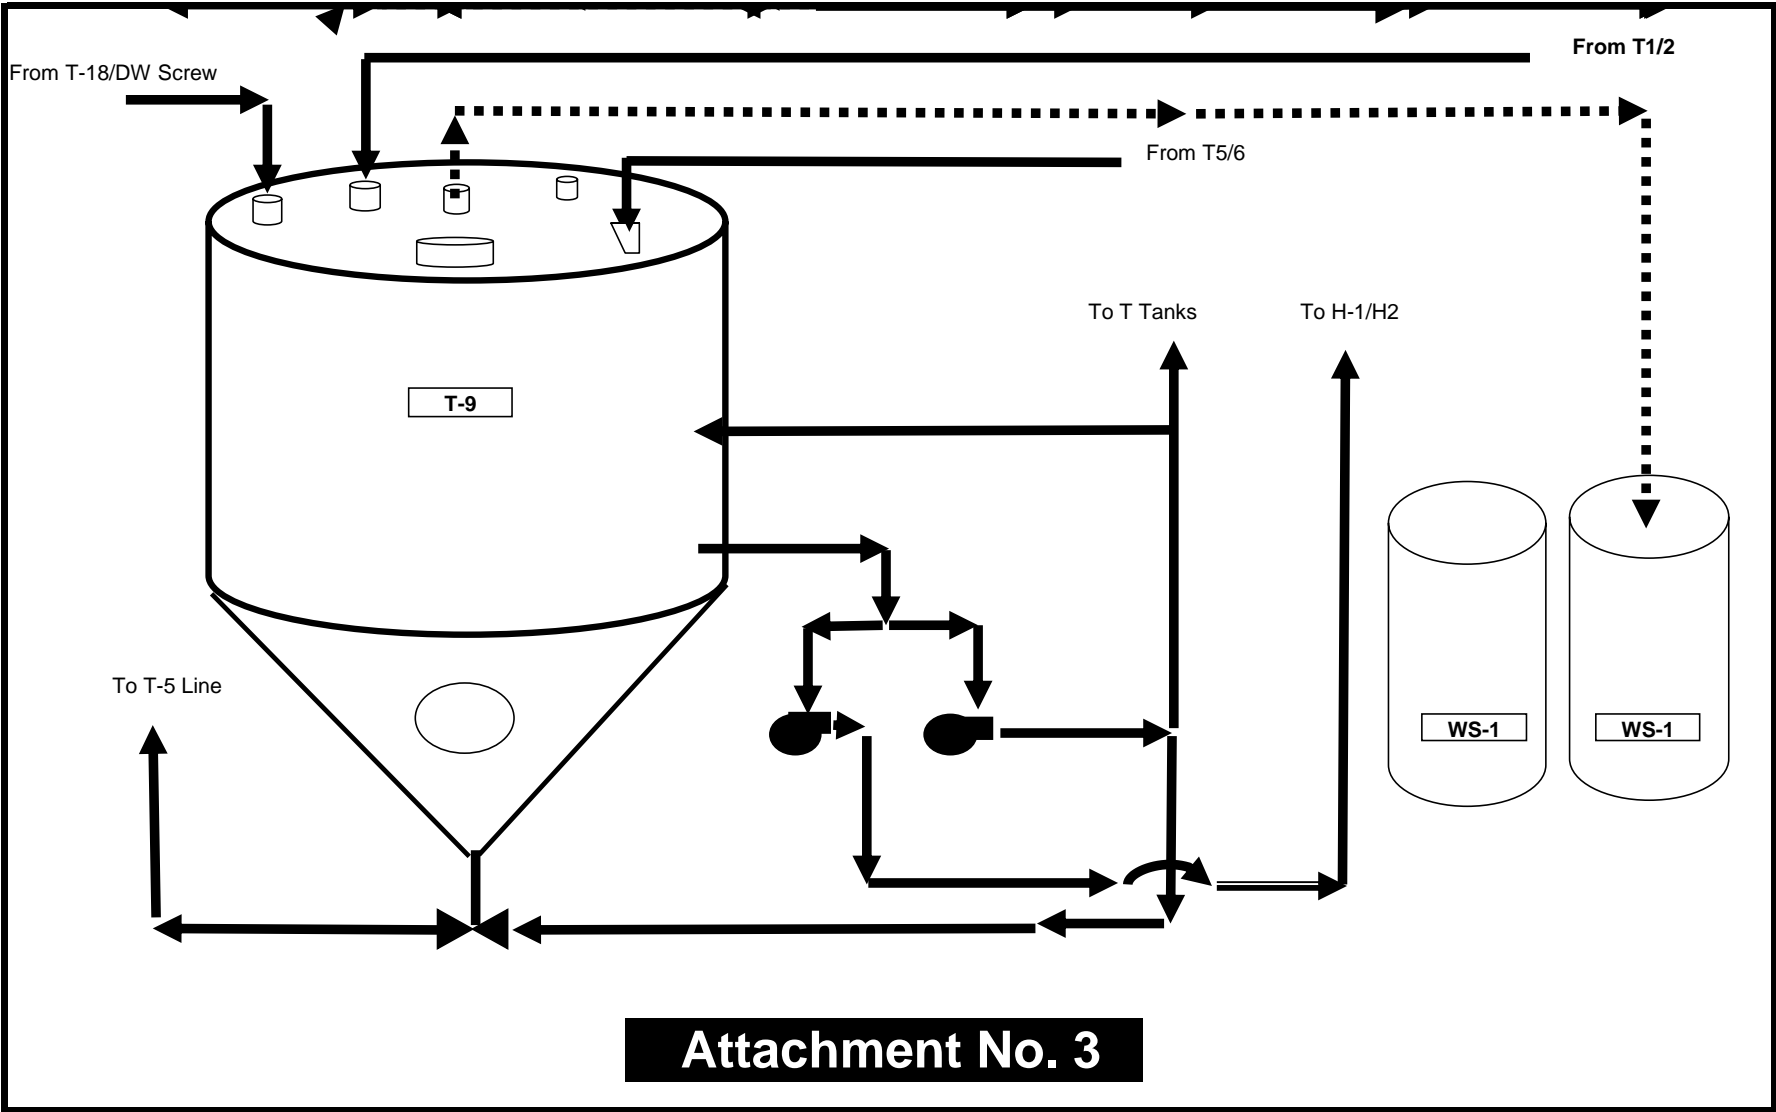 From T1/2
From T-18/DW Screw
From T5/6
To T Tanks
To H-1/H2
T-9
To T-5 Line
WS-1
WS-1
Attachment No. 3